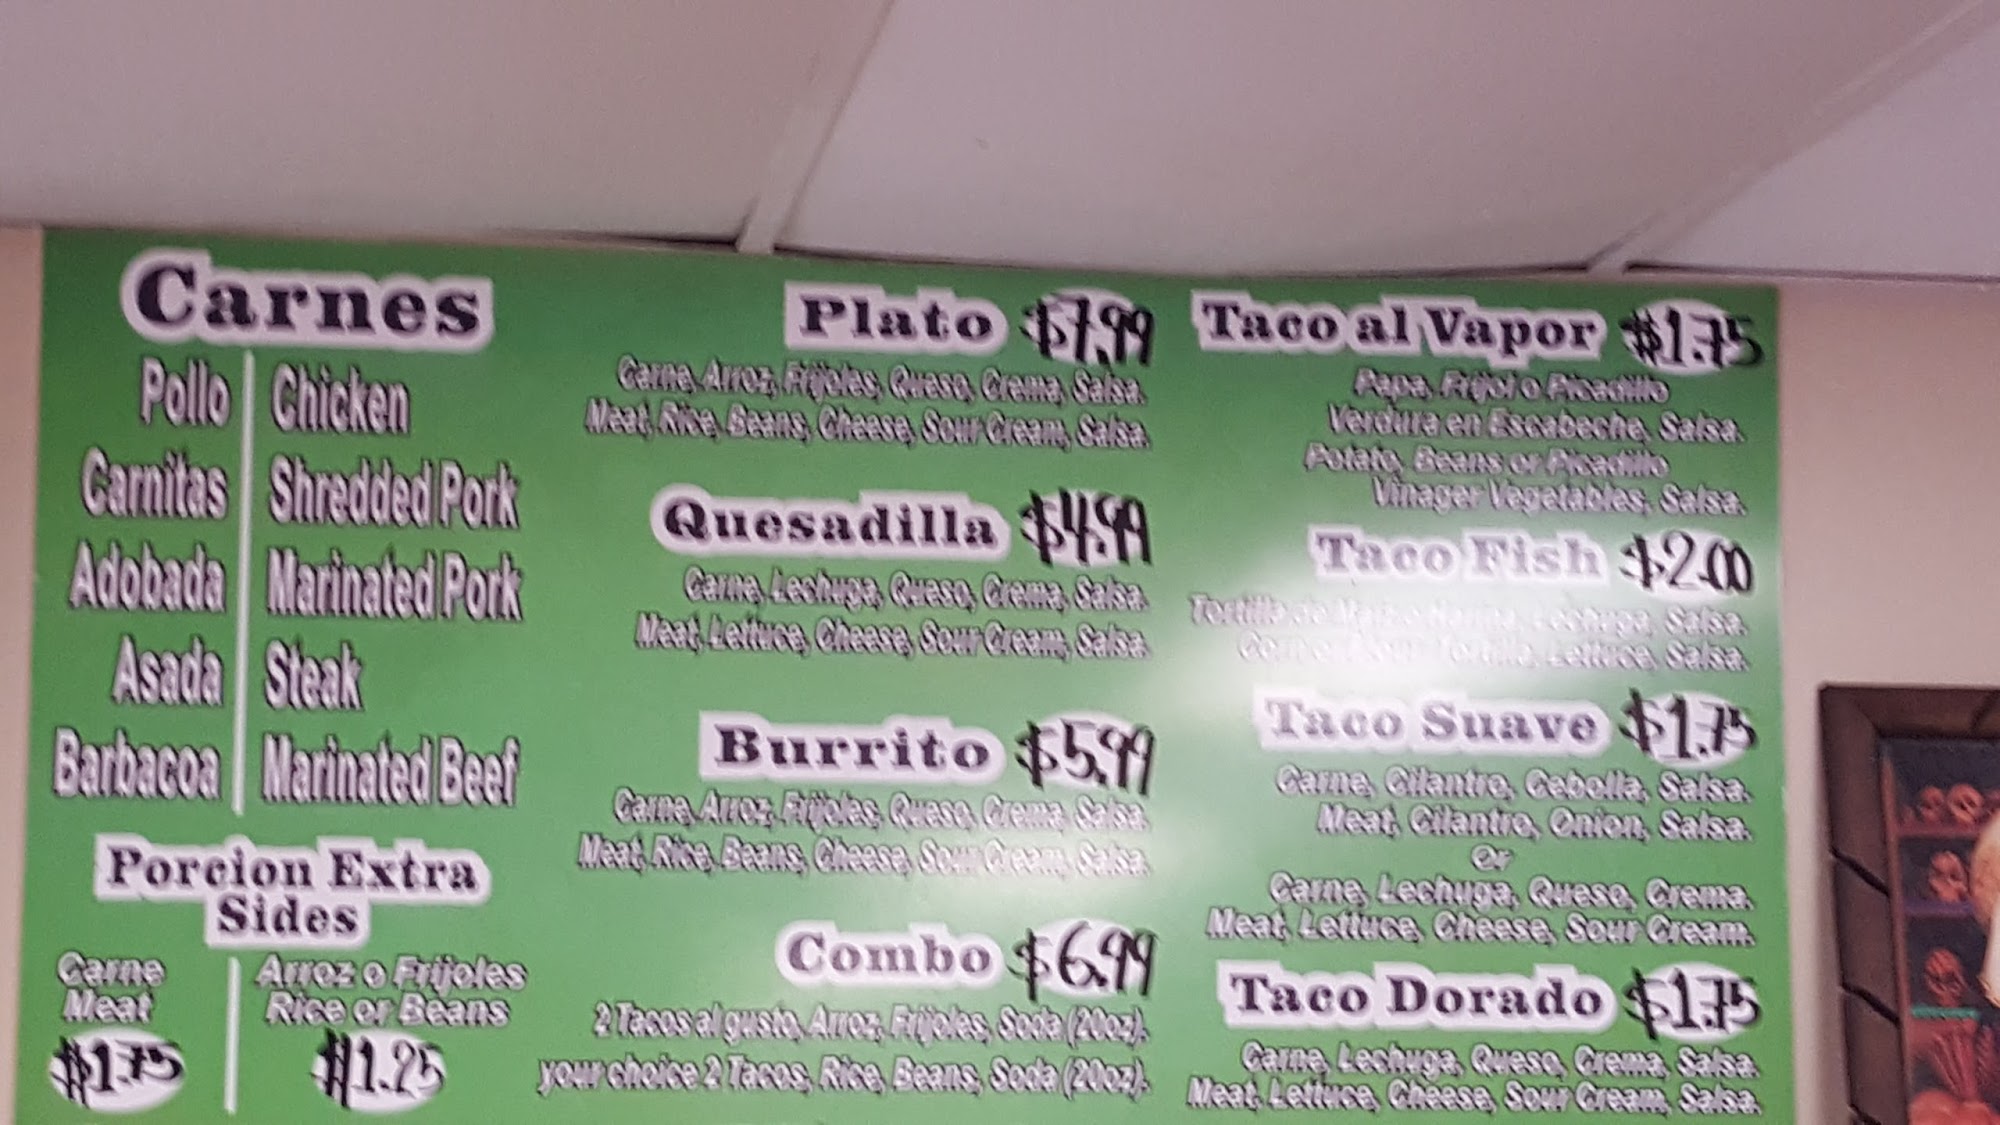 Carnes
Pollo Chicken
Carnitas Shredded Pork
Adobada Marinated Pork
Asada Steak
Barbacoa Marinated Beef
Porcion Extra
Sides
Carne
Meat
$1.75
Arroz o Frijoles
Rice or Beans
$1.25
Plato $7.99
Carne, Arroz, Frijoles, Queso, Crema, Salsa.
Meat, Rice, Beans, Cheese, Sour Cream, Salsa.
Quesadilla $4.99
Carne, Lechuga, Queso, Crema, Salsa.
Meat, Lettuce, Cheese, Sour Cream, Salsa.
Burrito $5.99
Carne, Arroz, Frijoles, Queso, Crema, Salsa.
Meat, Rice, Beans, Cheese, Sour Cream, Salsa.
Combo $6.99
2 Tacos al gusto, Arroz, Frijoles, Soda (20oz).
your choice 2 Tacos, Rice, Beans, Soda (20oz).
Taco al Vapor $1.75
Papa, Frijol o Picadillo
Verdura en Escabeche, Salsa.
Potato, Beans or Picadillo
Vinager Vegetables, Salsa.
Taco Fish $2.00
Tortilla de Maiz o Harina, Lechuga, Salsa.
Corn or Flour Tortilla, Lettuce, Salsa.
Taco Suave $1.75
Carne, Cilantro, Cebolla, Salsa.
Meat, Cilantro, Onion, Salsa.
Or
Carne, Lechuga, Queso, Crema.
Meat, Lettuce, Cheese, Sour Cream.
Taco Dorado $1.75
Carne, Lechuga, Queso, Crema, Salsa.
Meat, Lettuce, Cheese, Sour Cream, Salsa.